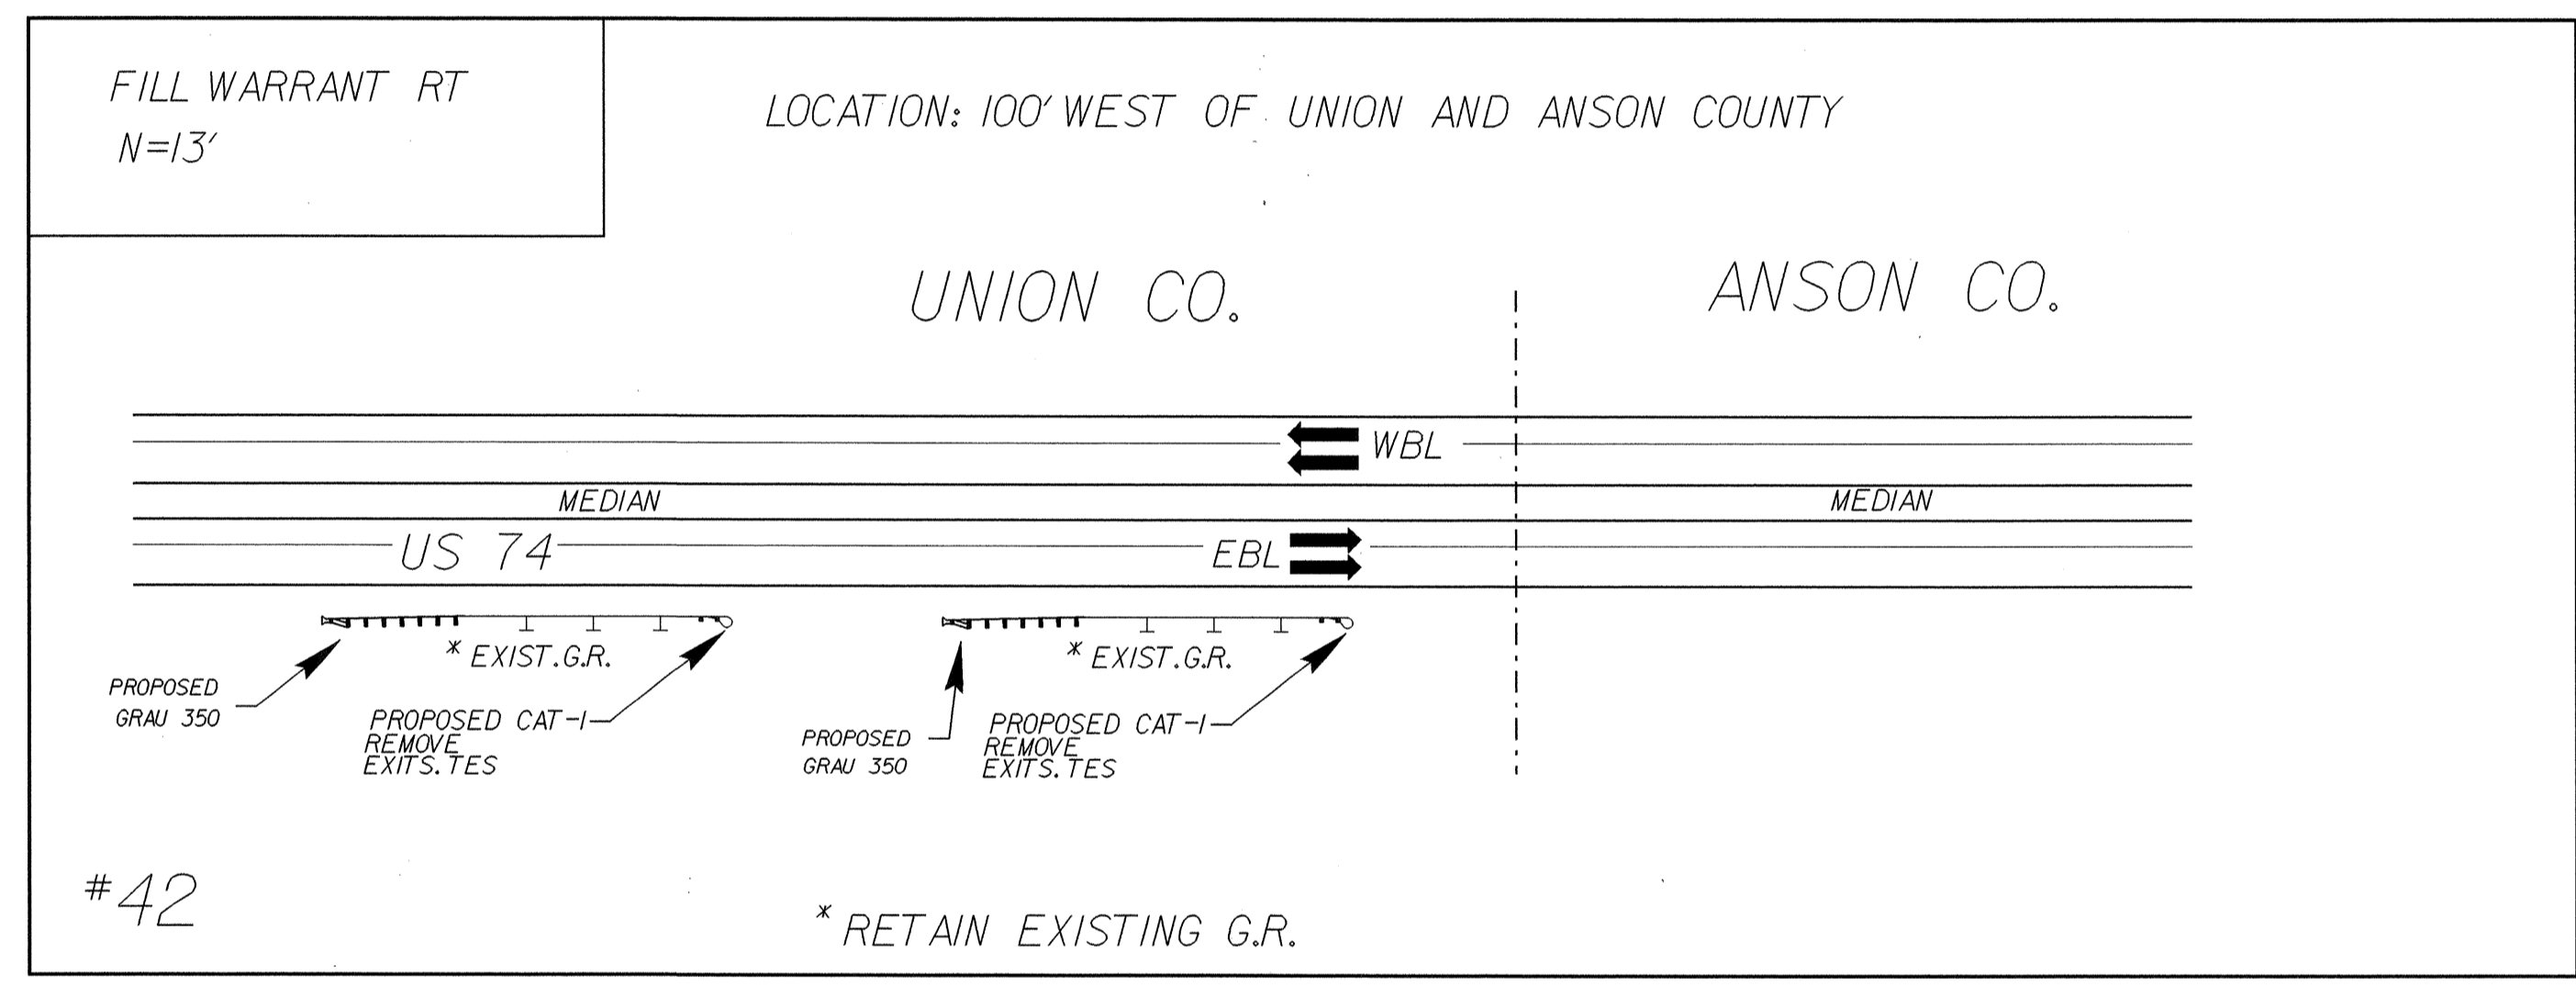 FILL WARRANT RT
N=13'
LOCATION: 100' WEST OF UNION AND ANSON COUNTY
UNION CO.
ANSON CO.
WBL
MEDIAN
MEDIAN
US 74
EBL
* EXIST. G.R.
* EXIST. G.R.
PROPOSED
GRAU 350
PROPOSED CAT-1
REMOVE
EXITS. TES
PROPOSED
GRAU 350
PROPOSED CAT-1
REMOVE
EXITS. TES
#42
* RETAIN EXISTING G.R.